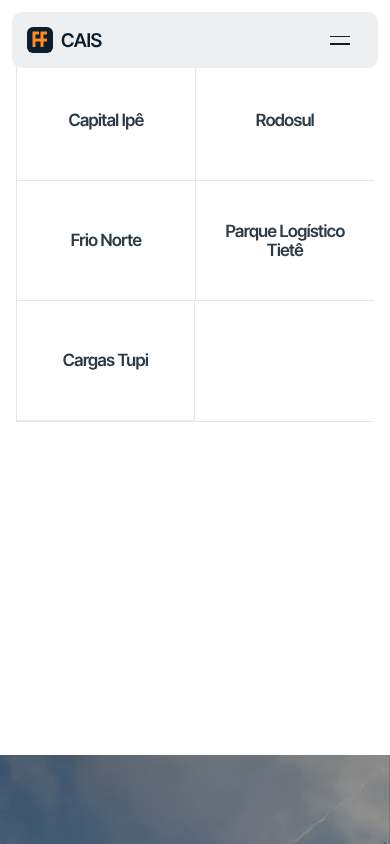 CAIS
Capital Ipê
Rodosul
Frio Norte
Parque Logístico
Tietê
Cargas Tupi